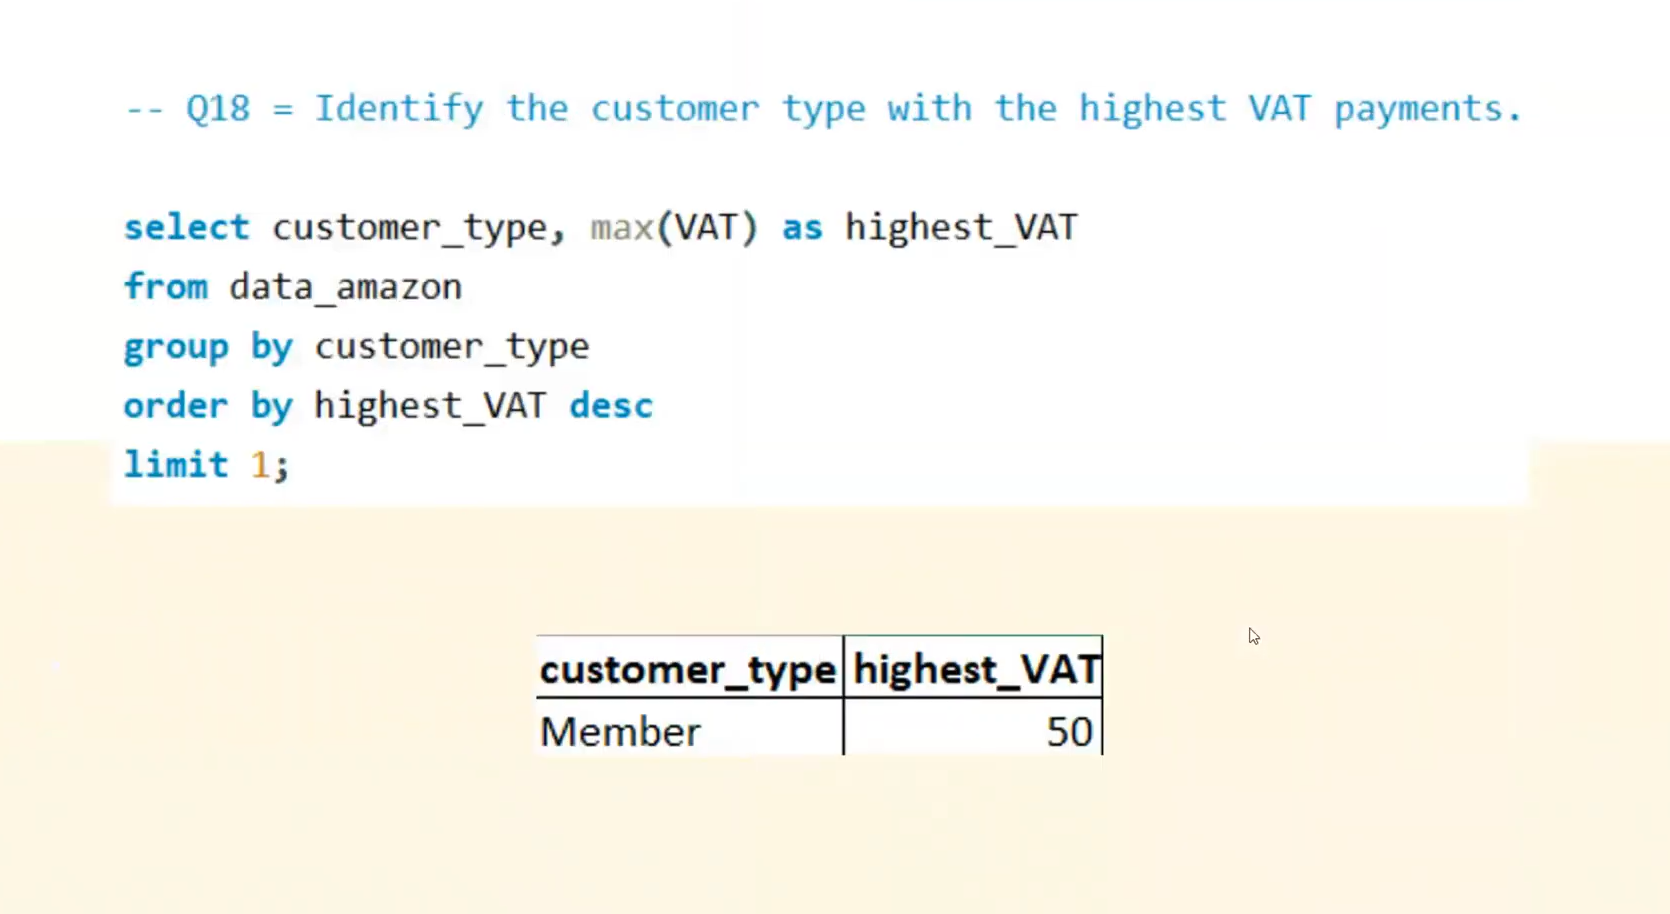 -- Q18 = Identify the customer type with the highest VAT payments.
select customer_type, max(VAT) as highest_VAT
from data_amazon
group by customer_type
order by highest_VAT desc
limit 1;
customer_type highest_VAT
Member 50